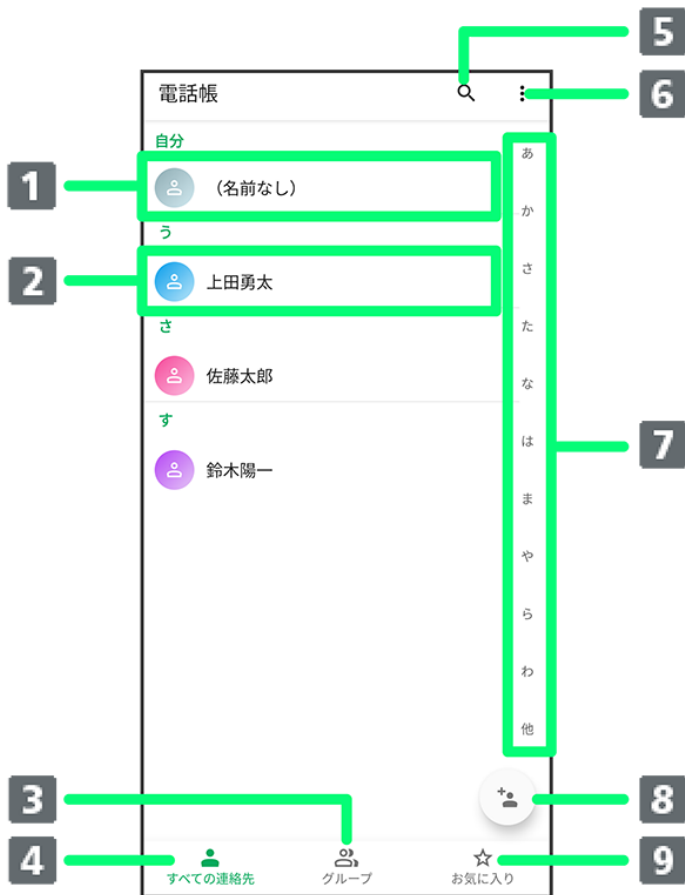 5
電話帳
6
自分
あ
1
（名前なし）
か
う
2
上田勇太
さ
さ
た
佐藤太郎
な
す
は
7
鈴木陽一
ま
や
ら
わ
他
3
8
4
すべての連絡先
グループ
お気に入り
9